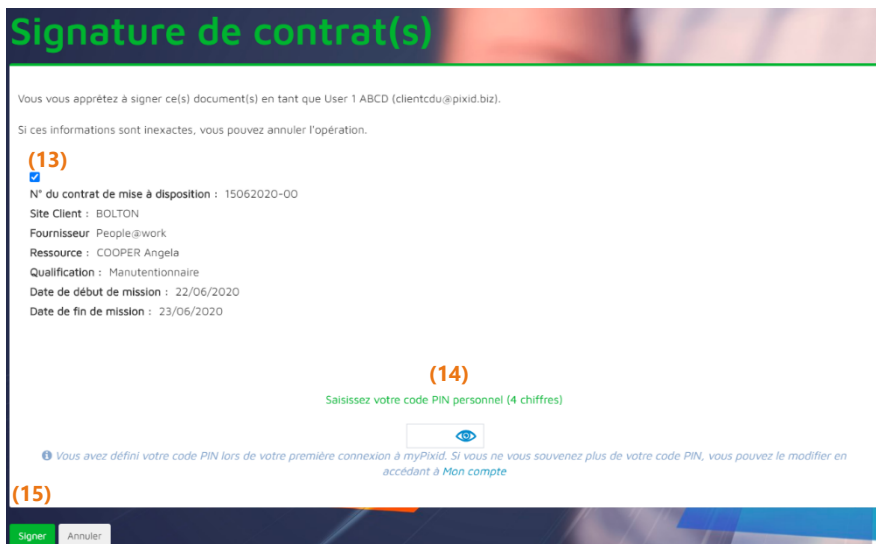 Signature de contrat(s)
Vous vous apprêtez à signer ce(s) document(s) en tant que User 1 ABCD (clientcdu@pixid.biz).
Si ces informations sont inexactes, vous pouvez annuler l'opération.
(13)
N° du contrat de mise à disposition : 15062020-00
Site Client : BOLTON
Fournisseur People@work
Ressource : COOPER Angela
Qualification : Manutentionnaire
Date de début de mission : 22/06/2020
Date de fin de mission : 23/06/2020
(14)
Saisissez votre code PIN personnel (4 chiffres)
Vous avez défini votre code PIN lors de votre première connexion à myPixid. Si vous ne vous souvenez plus de votre code PIN, vous pouvez le modifier en
accédant à Mon compte
(15)
Signer Annuler